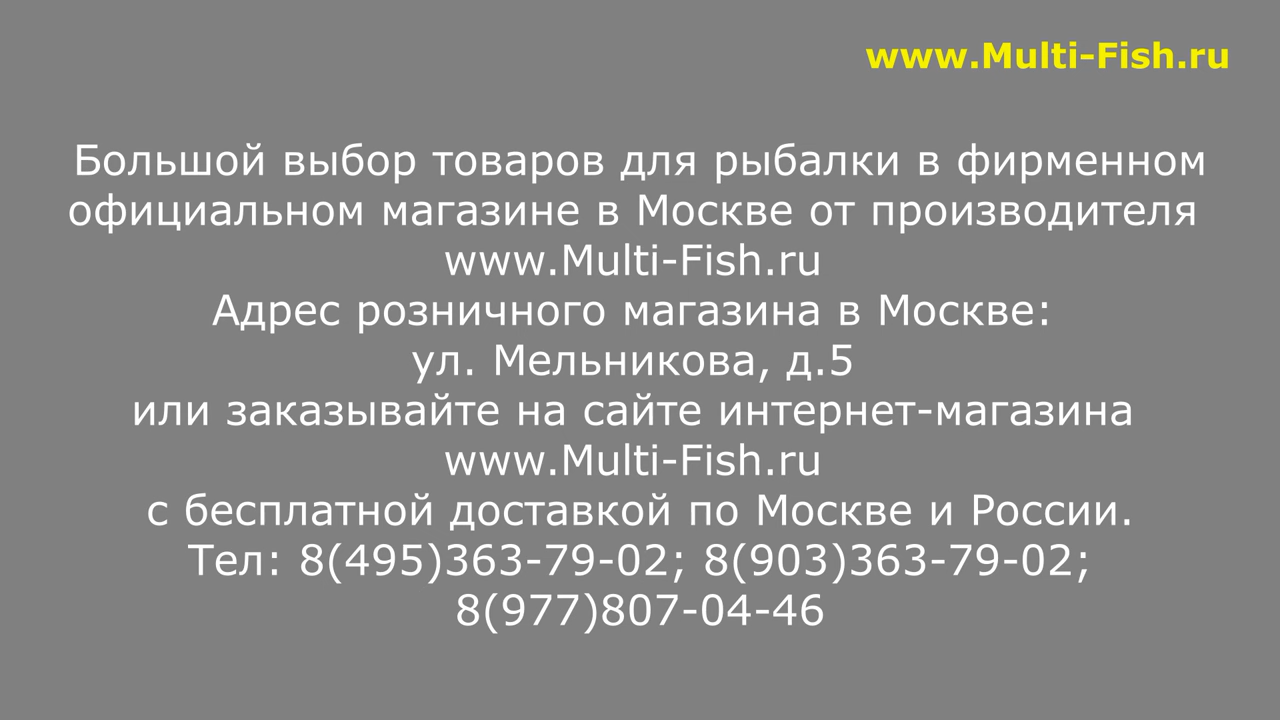 www.Multi-Fish.ru
Большой выбор товаров для рыбалки в фирменном
официальном магазине в Москве от производителя
www.Multi-Fish.ru
Адрес розничного магазина в Москве:
ул. Мельникова, д.5
или заказывайте на сайте интернет-магазина
www.Multi-Fish.ru
с бесплатной доставкой по Москве и России.
Тел: 8(495)363-79-02; 8(903)363-79-02;
8(977)807-04-46